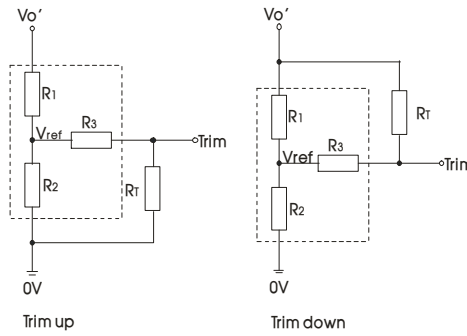 Vo'
R1
Vref
R3
Trim
R2
RT
0V
Trim up
Vo'
R1
RT
Vref
R3
Trim
R2
0V
Trim down